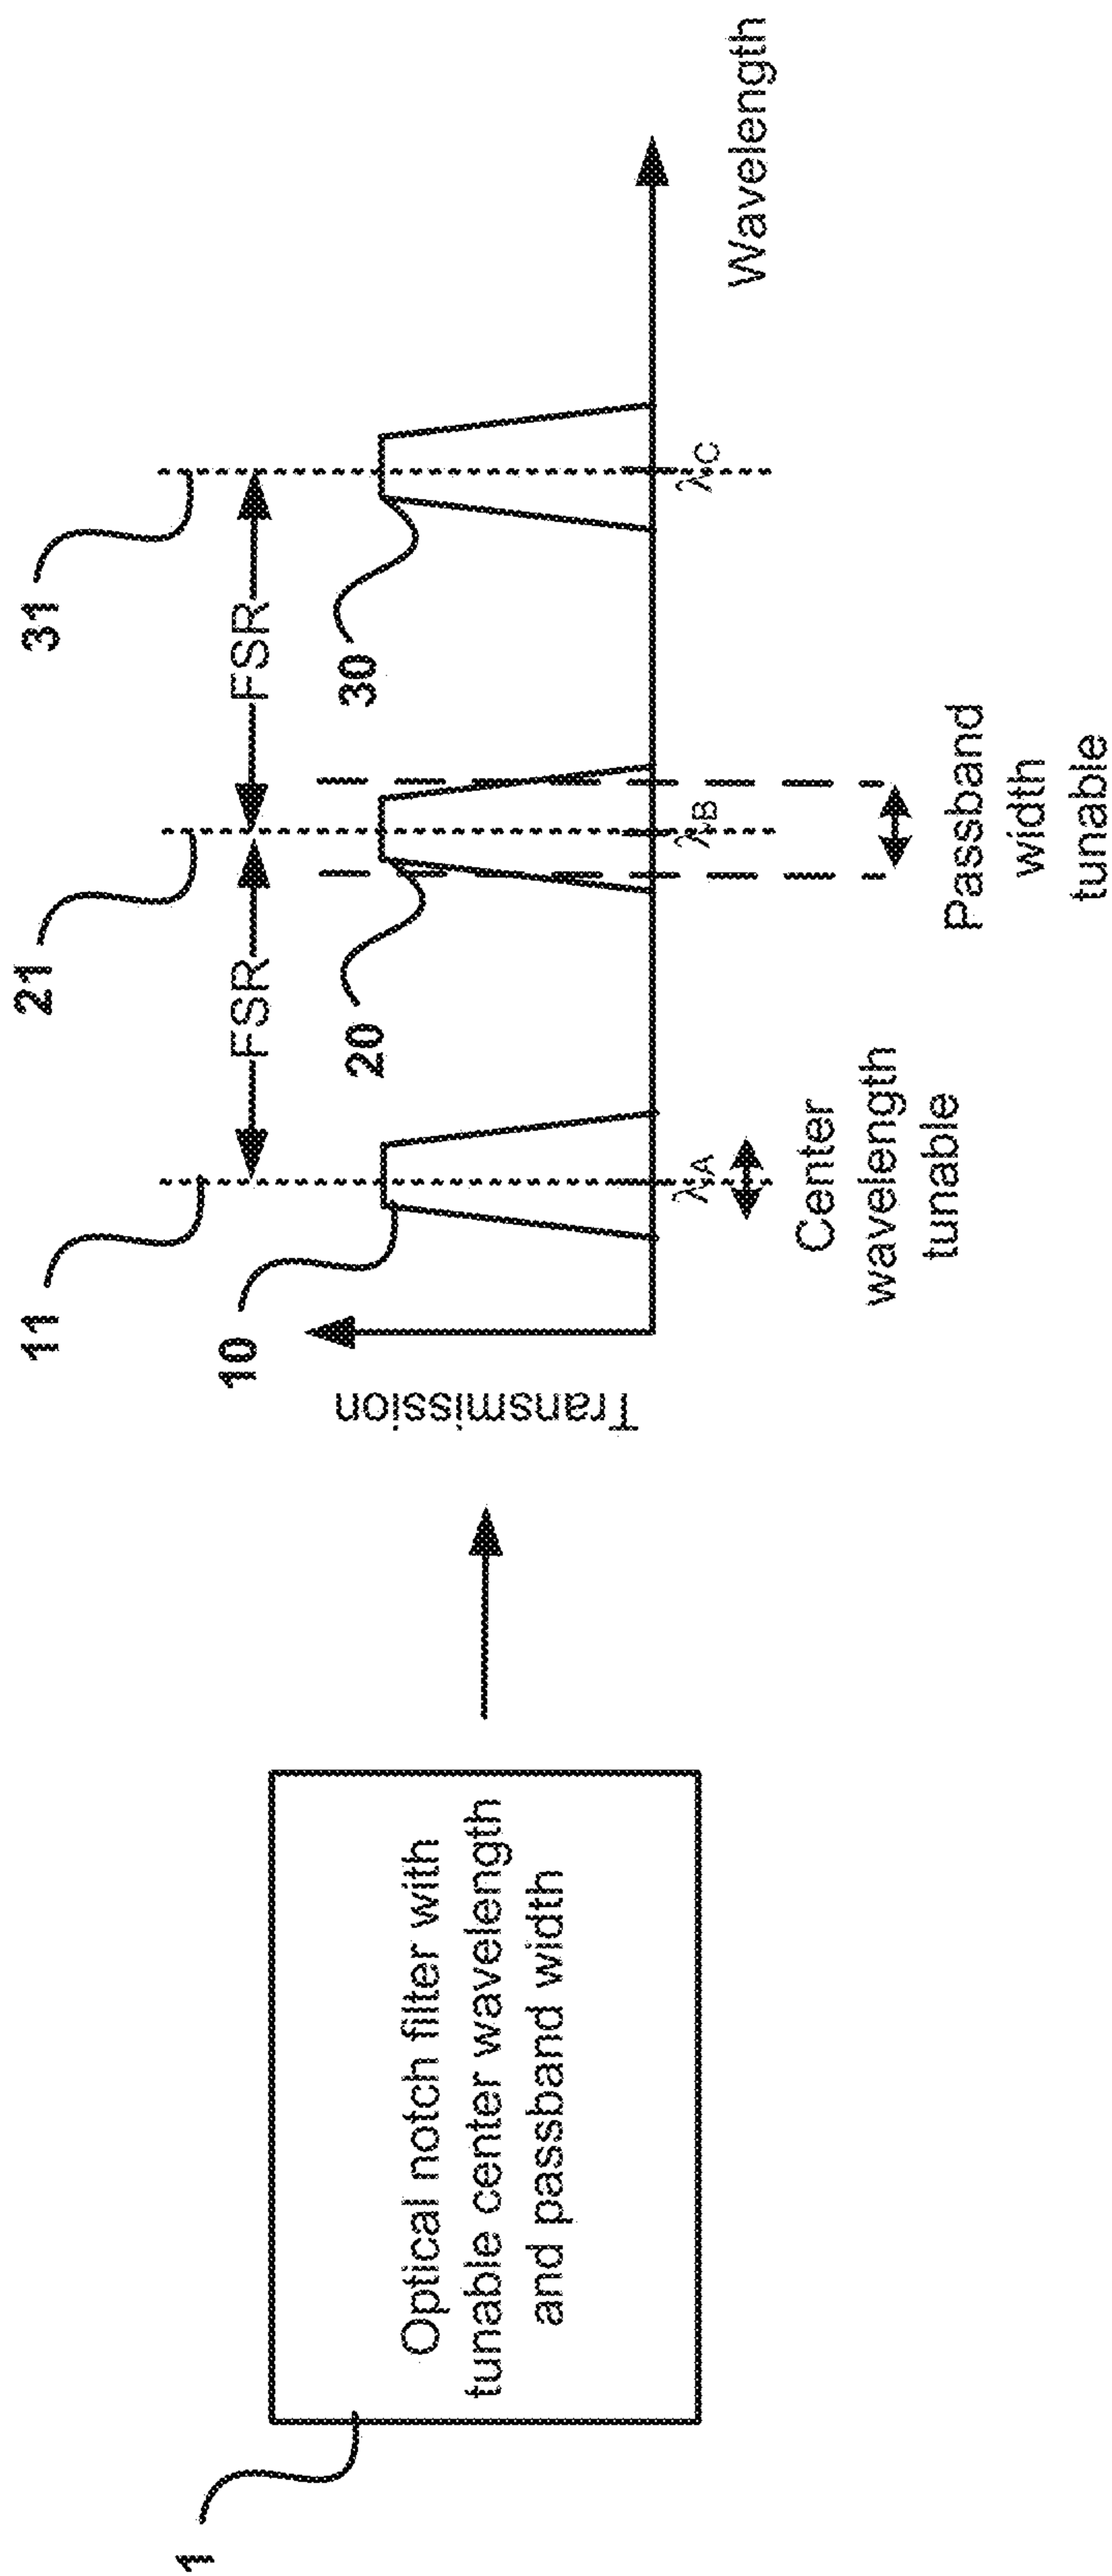 1
Optical notch filter with
tunable center wavelength
and passband width
Transmission
11
21
31
FSR
FSR
10
20
30
λA
λB
λC
Wavelength
Center
wavelength
tunable
Passband
width
tunable